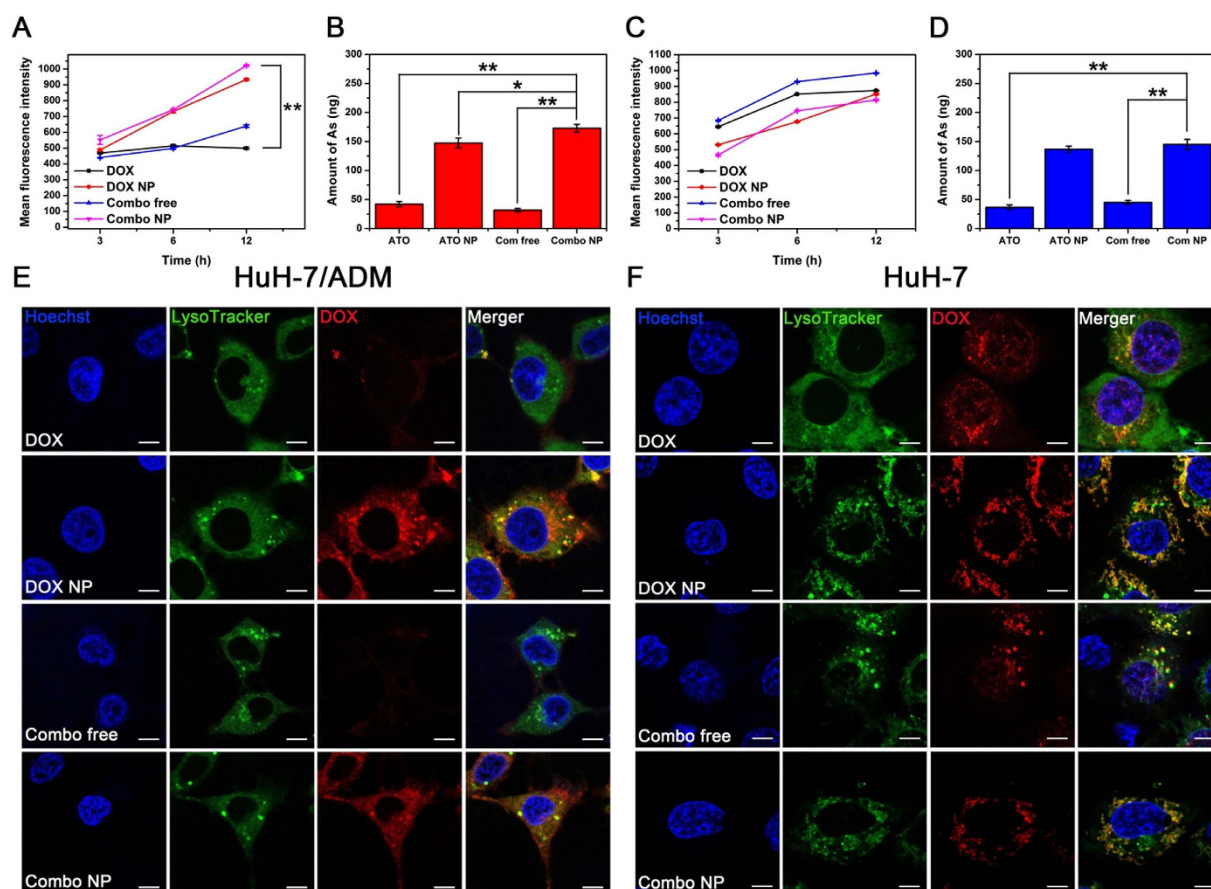 A
Mean fluorescence intensity
1000
900
800
700
600
500
400
300
200
100
0
DOX
DOX NP
Combo free
Combo NP
**
3 6 12
Time (h)
B
Amount of As (ng)
300
250
200
150
100
50
0
**
*
**
ATO ATO NP Com free Combo NP
C
Mean fluorescence intensity
1100
1000
900
800
700
600
500
400
300
200
100
0
DOX
DOX NP
Combo free
Combo NP
3 6 12
Time (h)
D
Amount of As (ng)
300
250
200
150
100
50
0
**
**
ATO ATO NP Com free Com NP
E HuH-7/ADM
Hoechst LysoTracker DOX Merger
DOX
DOX NP
Combo free
Combo NP
F HuH-7
Hoechst LysoTracker DOX Merger
DOX
DOX NP
Combo free
Combo NP